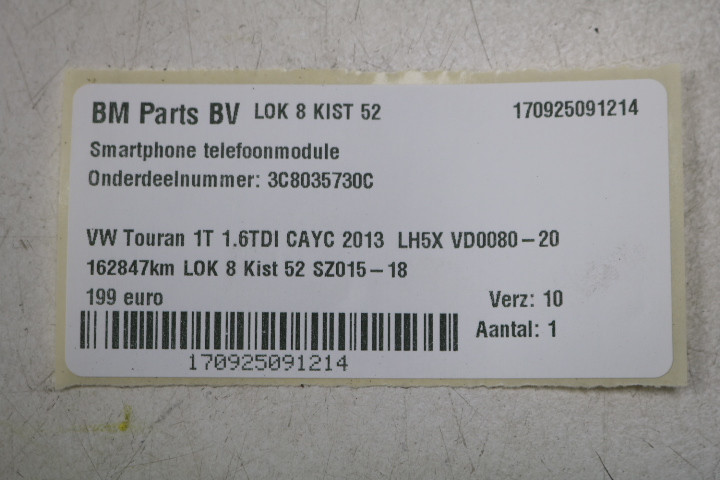 BM Parts BV LOK 8 KIST 52 170925091214
Smartphone telefoonmodule
Onderdeelnummer: 3C8035730C
VW Touran 1T 1.6TDI CAYC 2013 LH5X VD0080-20
162847km LOK 8 Kist 52 SZ015-18
199 euro Verz: 10
Aantal: 1
170925091214